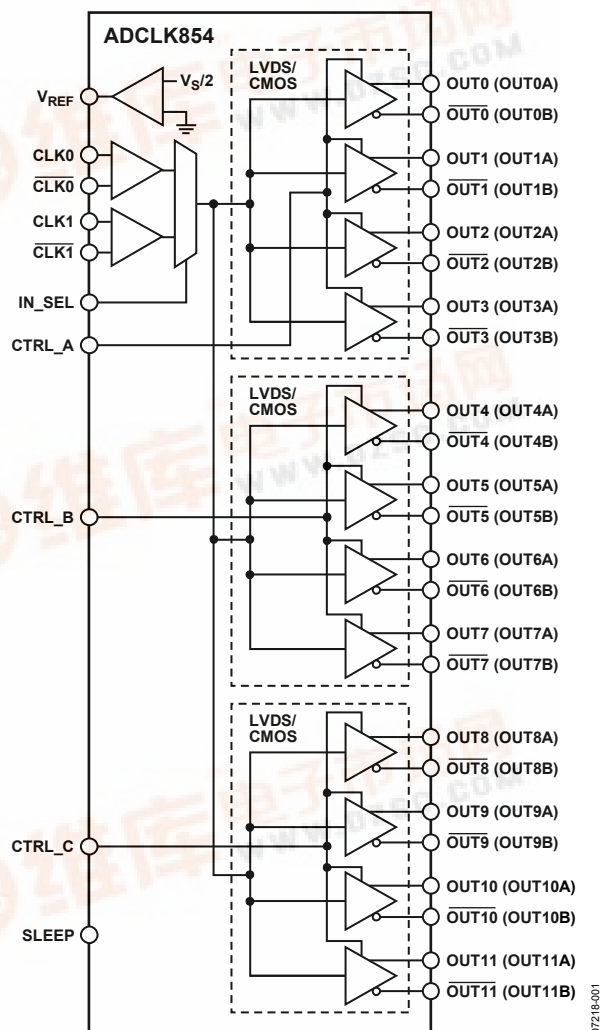 ADCLK854
LVDS/
CMOS
VREF
VS/2
CLK0
CLK0
CLK1
CLK1
IN_SEL
CTRL_A
OUT0 (OUT0A)
OUT0 (OUT0B)
OUT1 (OUT1A)
OUT1 (OUT1B)
OUT2 (OUT2A)
OUT2 (OUT2B)
OUT3 (OUT3A)
OUT3 (OUT3B)
LVDS/
CMOS
CTRL_B
OUT4 (OUT4A)
OUT4 (OUT4B)
OUT5 (OUT5A)
OUT5 (OUT5B)
OUT6 (OUT6A)
OUT6 (OUT6B)
OUT7 (OUT7A)
OUT7 (OUT7B)
LVDS/
CMOS
CTRL_C
SLEEP
OUT8 (OUT8A)
OUT8 (OUT8B)
OUT9 (OUT9A)
OUT9 (OUT9B)
OUT10 (OUT10A)
OUT10 (OUT10B)
OUT11 (OUT11A)
OUT11 (OUT11B)
07218-001